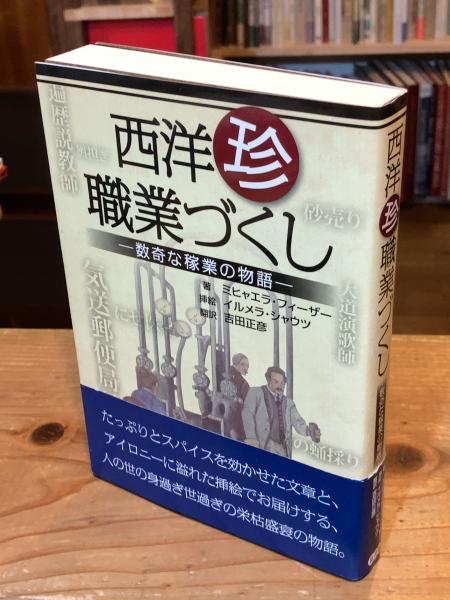 西洋珍
職業づくし
―数奇な稼業の物語―
著 ミヒャエラ・フィーザー
挿絵 イルメラ・シャウツ
翻訳 吉田正彦
遍歴説教師
砂売り
大道演歌師
気送郵便局
の蛹採り
たっぷりとスパイスを効かせた文章と、
アイロニーに溢れた挿絵でお届けする、
人の世の身過ぎ世過ぎの栄枯盛衰の物語。
西洋珍職業づくし